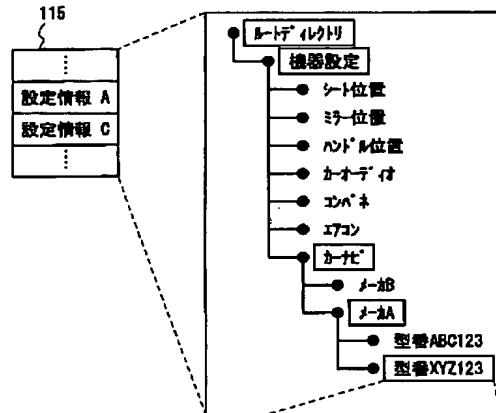 115
設定情報 A
設定情報 C
ルートディレクトリ
機器設定
シート位置
ミラー位置
ハンドル位置
カーオーディオ
コンパネ
エアコン
カーナビ
メーカB
メーカA
型番ABC123
型番XYZ123